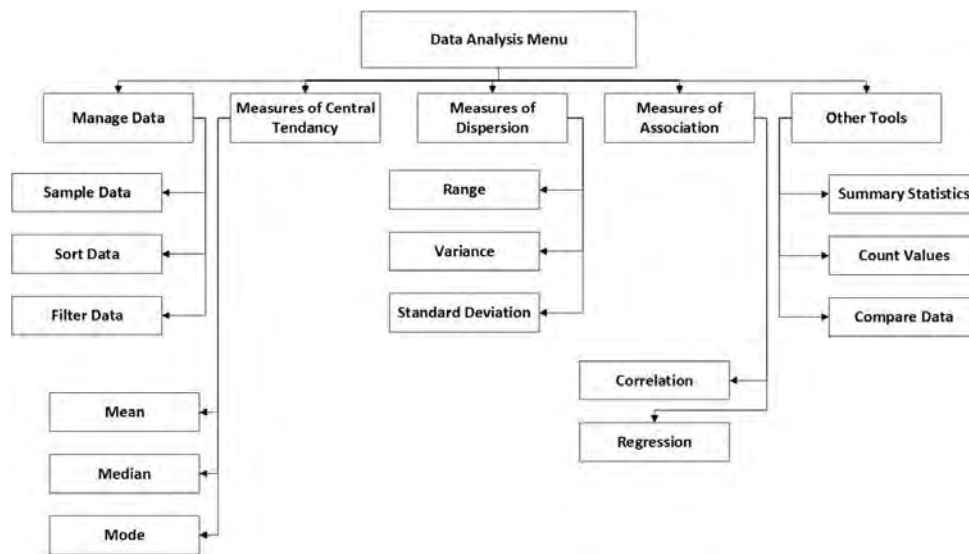 Data Analysis Menu
Manage Data
Measures of Central
Tendancy
Measures of
Dispersion
Measures of
Association
Other Tools
Sample Data
Sort Data
Filter Data
Mean
Median
Mode
Range
Variance
Standard Deviation
Correlation
Regression
Summary Statistics
Count Values
Compare Data